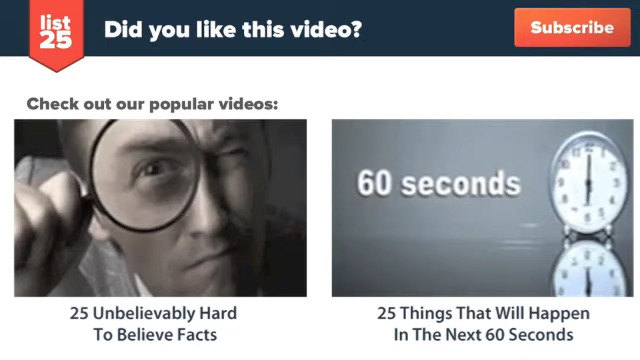 list
25
Did you like this video?
Subscribe
Check out our popular videos:
60 seconds
25 Unbelievably Hard
To Believe Facts
25 Things That Will Happen
In The Next 60 Seconds